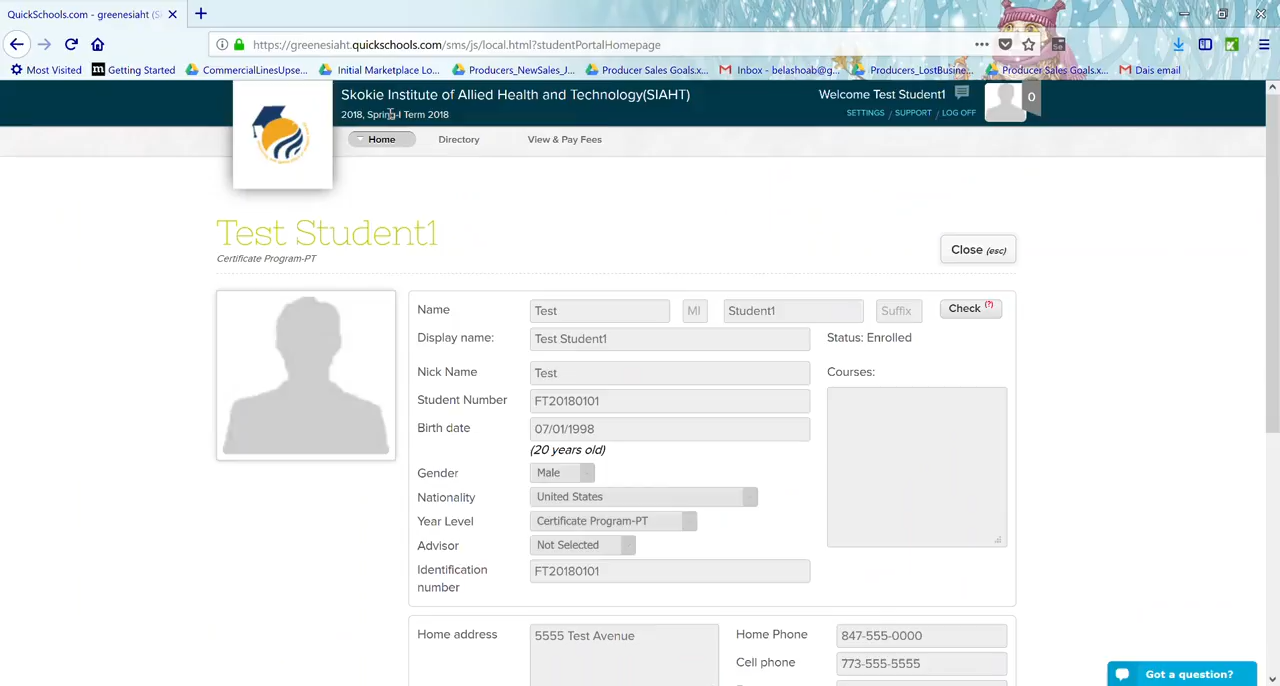 QuickSchools.com - greenesiaht (S
https://greenesiaht.quickschools.com/sms/js/local.html?studentPortalHomepage
Most Visited Getting Started CommercialLinesUpse... Initial Marketplace Lo... Producers_NewSales_J... Producer Sales Goals.x... Inbox - belashoab@g... Producers_LostBusine... Producer Sales Goals.x... Dais email
Skokie Institute of Allied Health and Technology(SIAHT)
Welcome Test Student1
0
2018, Spring-I Term 2018
SETTINGS / SUPPORT / LOG OFF
Home Directory View & Pay Fees
Test Student1
Certificate Program-PT
Close (esc)
Name Test MI Student1 Suffix Check (?)
Display name: Test Student1 Status: Enrolled
Nick Name Test Courses:
Student Number FT20180101
Birth date 07/01/1998
(20 years old)
Gender Male
Nationality United States
Year Level Certificate Program-PT
Advisor Not Selected
Identification number FT20180101
Home address 5555 Test Avenue Home Phone 847-555-0000
Cell phone 773-555-5555
Got a question?